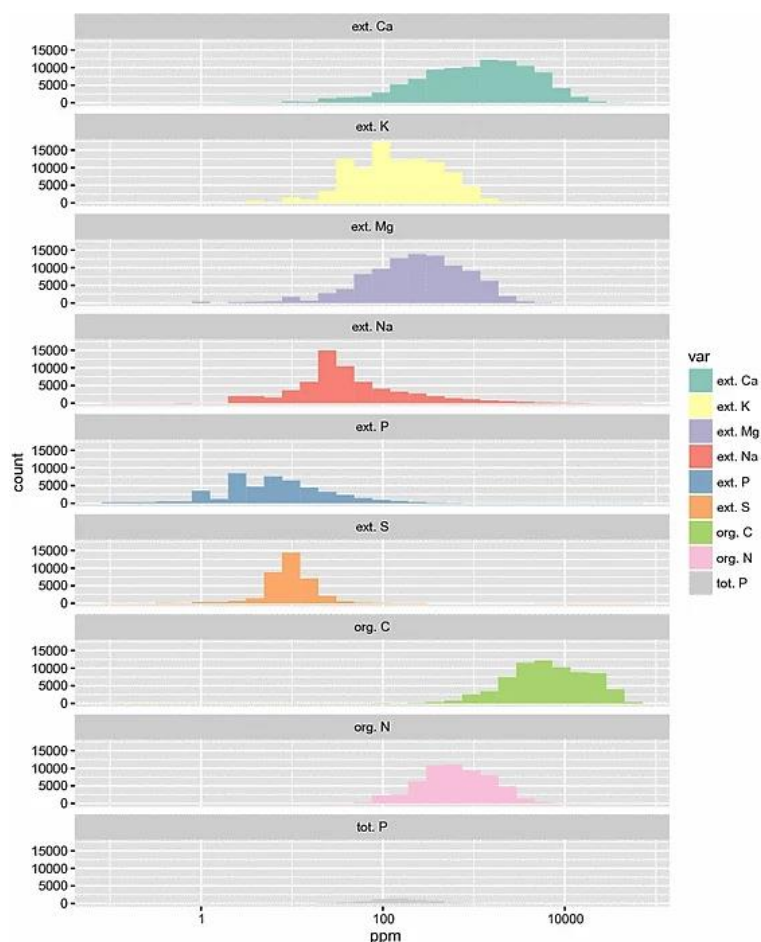 ext. Ca
15000
10000
5000
0
ext. K
15000
10000
5000
0
ext. Mg
15000
10000
5000
0
ext. Na
15000
10000
5000
0
ext. P
15000
10000
5000
0
ext. S
15000
10000
5000
0
org. C
15000
10000
5000
0
org. N
15000
10000
5000
0
tot. P
15000
10000
5000
0
1
100
10000
ppm
count
var
ext. Ca
ext. K
ext. Mg
ext. Na
ext. P
ext. S
org. C
org. N
tot. P